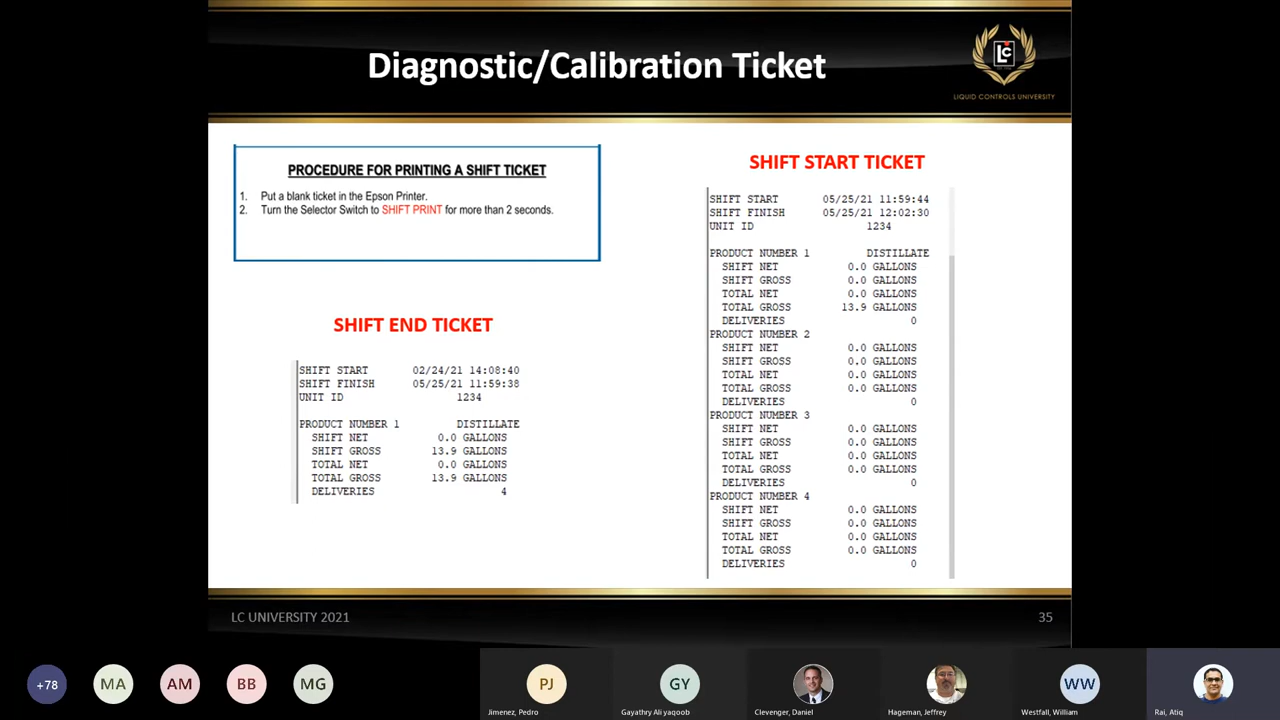 Diagnostic/Calibration Ticket
LC
LIQUID CONTROLS UNIVERSITY
PROCEDURE FOR PRINTING A SHIFT TICKET
1. Put a blank ticket in the Epson Printer.
2. Turn the Selector Switch to SHIFT PRINT for more than 2 seconds.
SHIFT END TICKET
SHIFT START 02/24/21 14:08:40
SHIFT FINISH 05/25/21 11:59:38
UNIT ID 1234
PRODUCT NUMBER 1 DISTILLATE
SHIFT NET 0.0 GALLONS
SHIFT GROSS 13.9 GALLONS
TOTAL NET 0.0 GALLONS
TOTAL GROSS 13.9 GALLONS
DELIVERIES 4
SHIFT START TICKET
SHIFT START 05/25/21 11:59:44
SHIFT FINISH 05/25/21 12:02:30
UNIT ID 1234
PRODUCT NUMBER 1 DISTILLATE
SHIFT NET 0.0 GALLONS
SHIFT GROSS 0.0 GALLONS
TOTAL NET 0.0 GALLONS
TOTAL GROSS 13.9 GALLONS
DELIVERIES 0
PRODUCT NUMBER 2
SHIFT NET 0.0 GALLONS
SHIFT GROSS 0.0 GALLONS
TOTAL NET 0.0 GALLONS
TOTAL GROSS 0.0 GALLONS
DELIVERIES 0
PRODUCT NUMBER 3
SHIFT NET 0.0 GALLONS
SHIFT GROSS 0.0 GALLONS
TOTAL NET 0.0 GALLONS
TOTAL GROSS 0.0 GALLONS
DELIVERIES 0
PRODUCT NUMBER 4
SHIFT NET 0.0 GALLONS
SHIFT GROSS 0.0 GALLONS
TOTAL NET 0.0 GALLONS
TOTAL GROSS 0.0 GALLONS
DELIVERIES 0
LC UNIVERSITY 2021
35
+78 MA AM BB MG PJ GY WW
Jimenez, Pedro Gayathry Ali yaqoob Clevenger, Daniel Hageman, Jeffrey Westfall, William Rai, Atiq